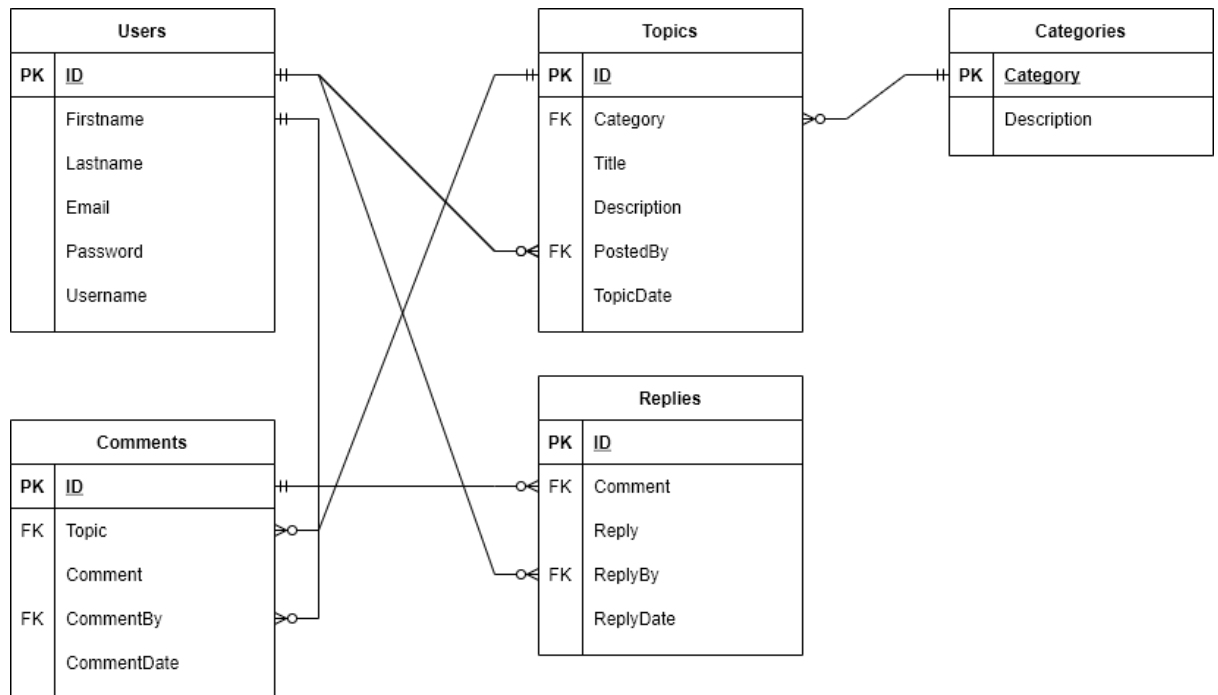 Users
PK ID
Firstname
Lastname
Email
Password
Username
Topics
PK ID
FK Category
Title
Description
FK PostedBy
TopicDate
Categories
PK Category
Description
Comments
PK ID
FK Topic
Comment
FK CommentBy
CommentDate
Replies
PK ID
FK Comment
Reply
FK ReplyBy
ReplyDate